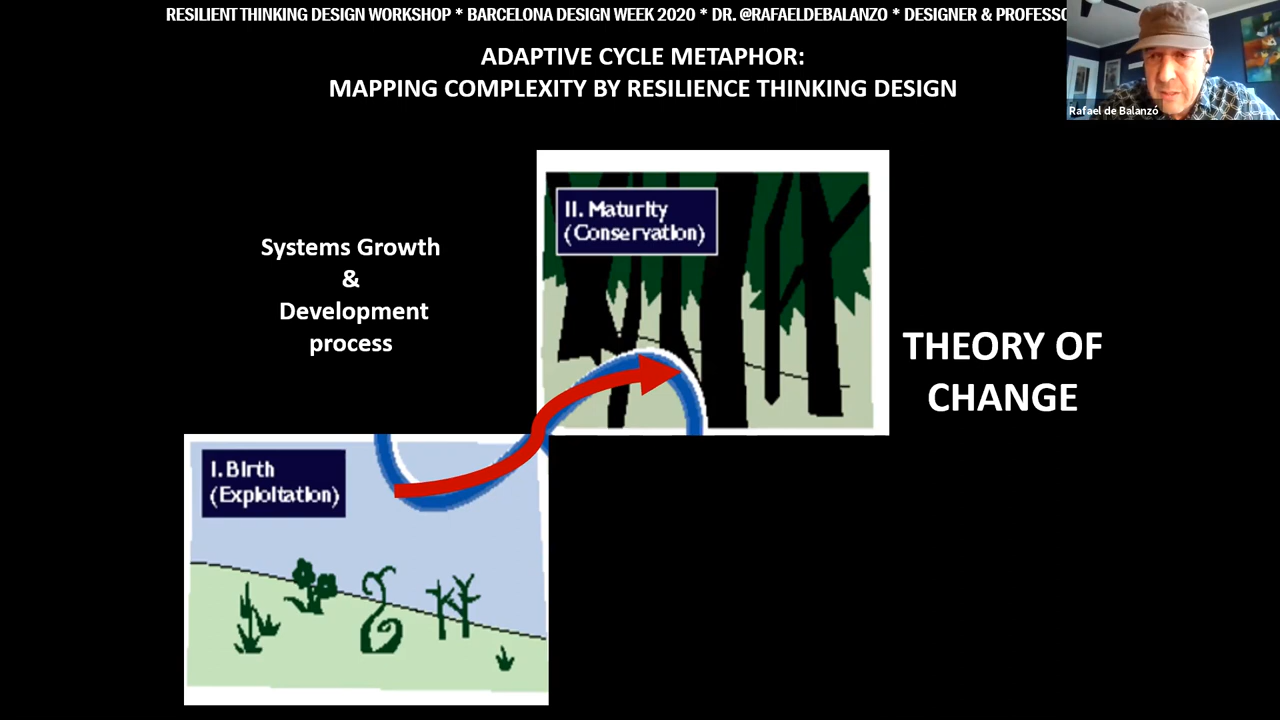 RESILIENT THINKING DESIGN WORKSHOP * BARCELONA DESIGN WEEK 2020 * DR. @RAFAELDEBALANZO * DESIGNER & PROFESSO
ADAPTIVE CYCLE METAPHOR:
MAPPING COMPLEXITY BY RESILIENCE THINKING DESIGN
Rafael de Balanzó
II. Maturity
(Conservation)
Systems Growth
&
Development
process
THEORY OF
CHANGE
I. Birth
(Exploitation)